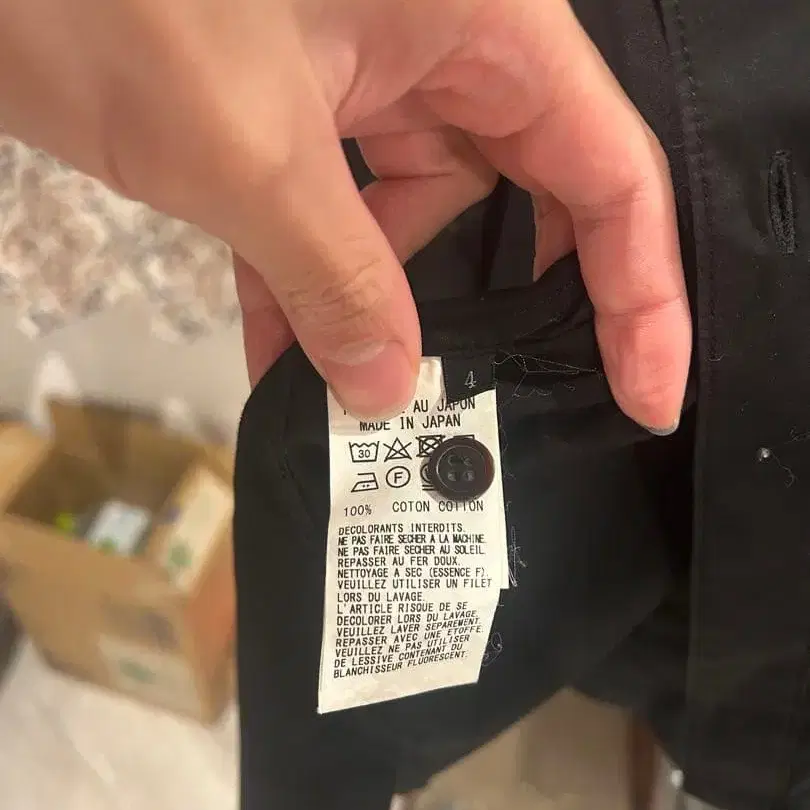 4
AU JAPON
MADE IN JAPAN
30
F
100% COTON COTTON
DECOLORANTS INTERDITS.
NE PAS FAIRE SECHER A LA MACHINE.
NE PAS FAIRE SECHER AU SOLEIL.
REPASSER AU FER DOUX.
NETTOYAGE A SEC (ESSENCE F).
VEUILLEZ UTILISER UN FILET
LORS DU LAVAGE.
L'ARTICLE RISQUE DE SE
DECOLORER LORS DU LAVAGE.
VEUILLEZ LAVER SEPAREMENT.
REPASSER AVEC UNE ETOFFE.
VEUILLEZ NE PAS UTILISER
DE LESSIVE CONTENANT DU
BLANCHISSEUR FLUORESCENT.